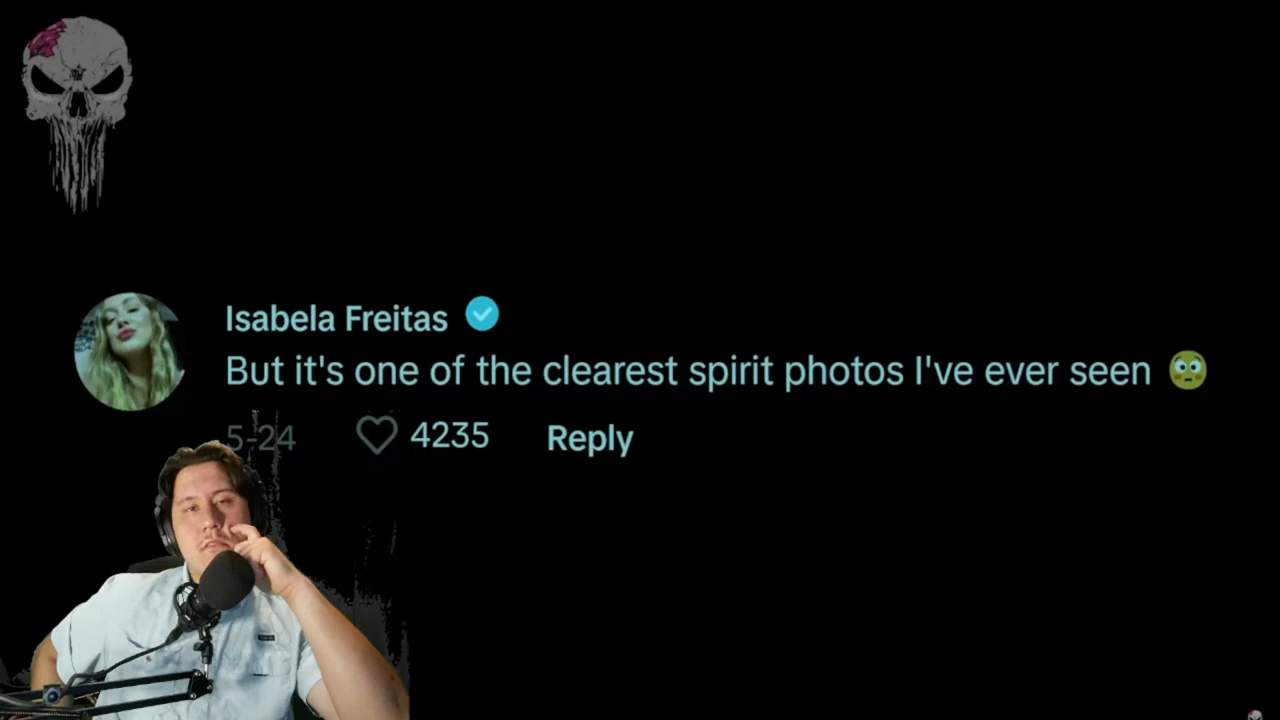 Isabela Freitas
But it's one of the clearest spirit photos I've ever seen 😳
5-24 4235 Reply